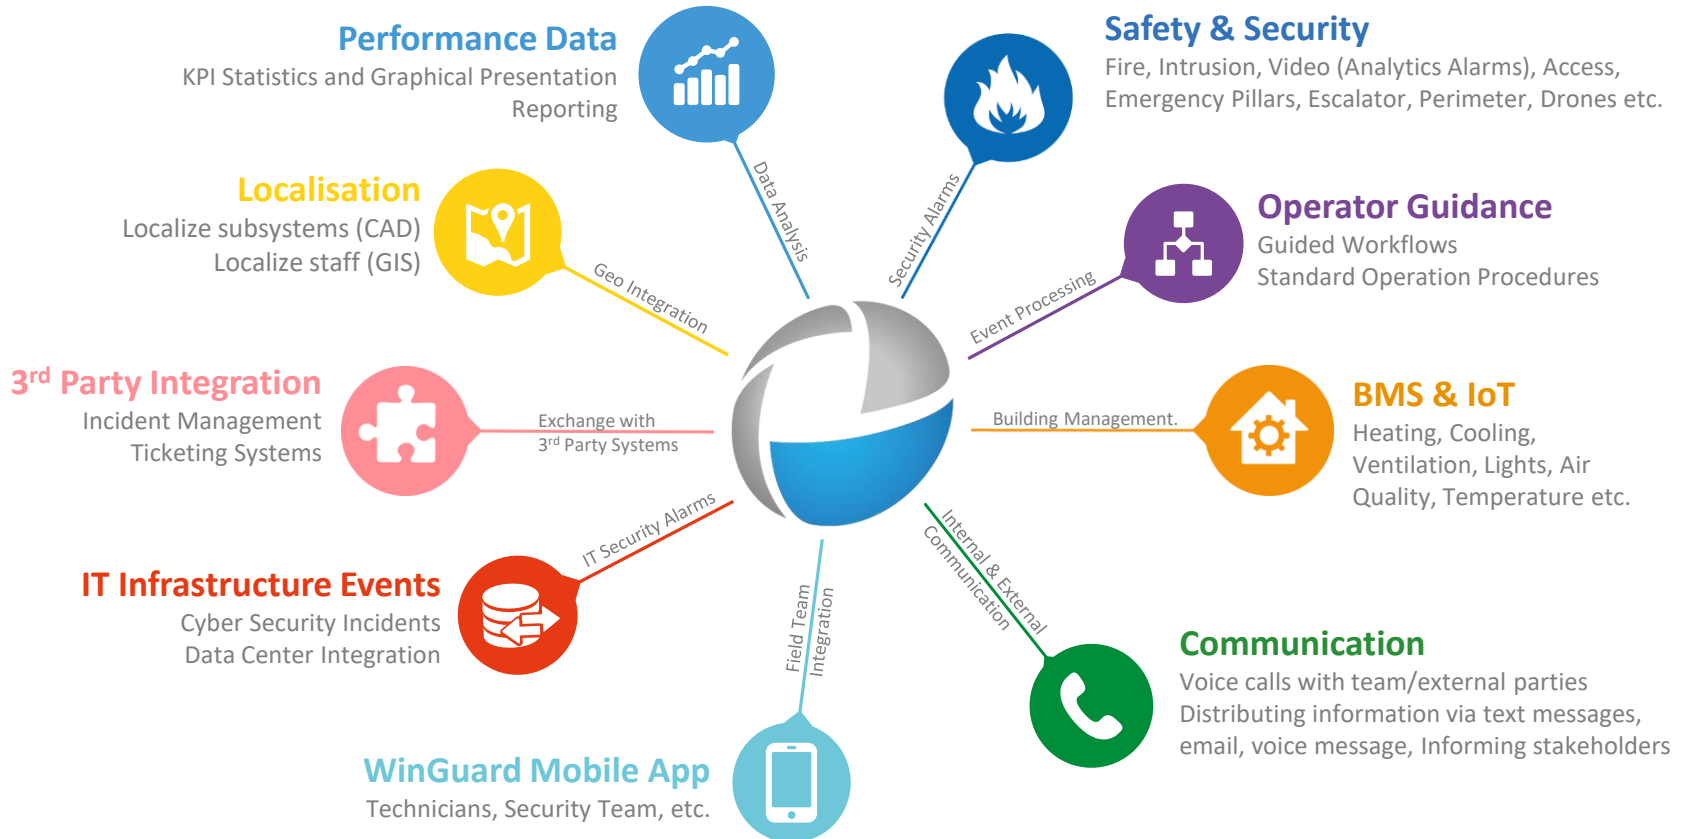 Performance Data
KPI Statistics and Graphical Presentation
Reporting
Data Analysis
Safety & Security
Fire, Intrusion, Video (Analytics Alarms), Access,
Emergency Pillars, Escalator, Perimeter, Drones etc.
Security Alarms
Localisation
Localize subsystems (CAD)
Localize staff (GIS)
Geo Integration
Operator Guidance
Guided Workflows
Standard Operation Procedures
Event Processing
3rd Party Integration
Incident Management
Ticketing Systems
Exchange with
3rd Party Systems
Building Management.
BMS & IoT
Heating, Cooling,
Ventilation, Lights, Air
Quality, Temperature etc.
IT Security Alarms
IT Infrastructure Events
Cyber Security Incidents
Data Center Integration
Field Team
Integration
Internal & External
Communication
Communication
Voice calls with team/external parties
Distributing information via text messages,
email, voice message, Informing stakeholders
WinGuard Mobile App
Technicians, Security Team, etc.